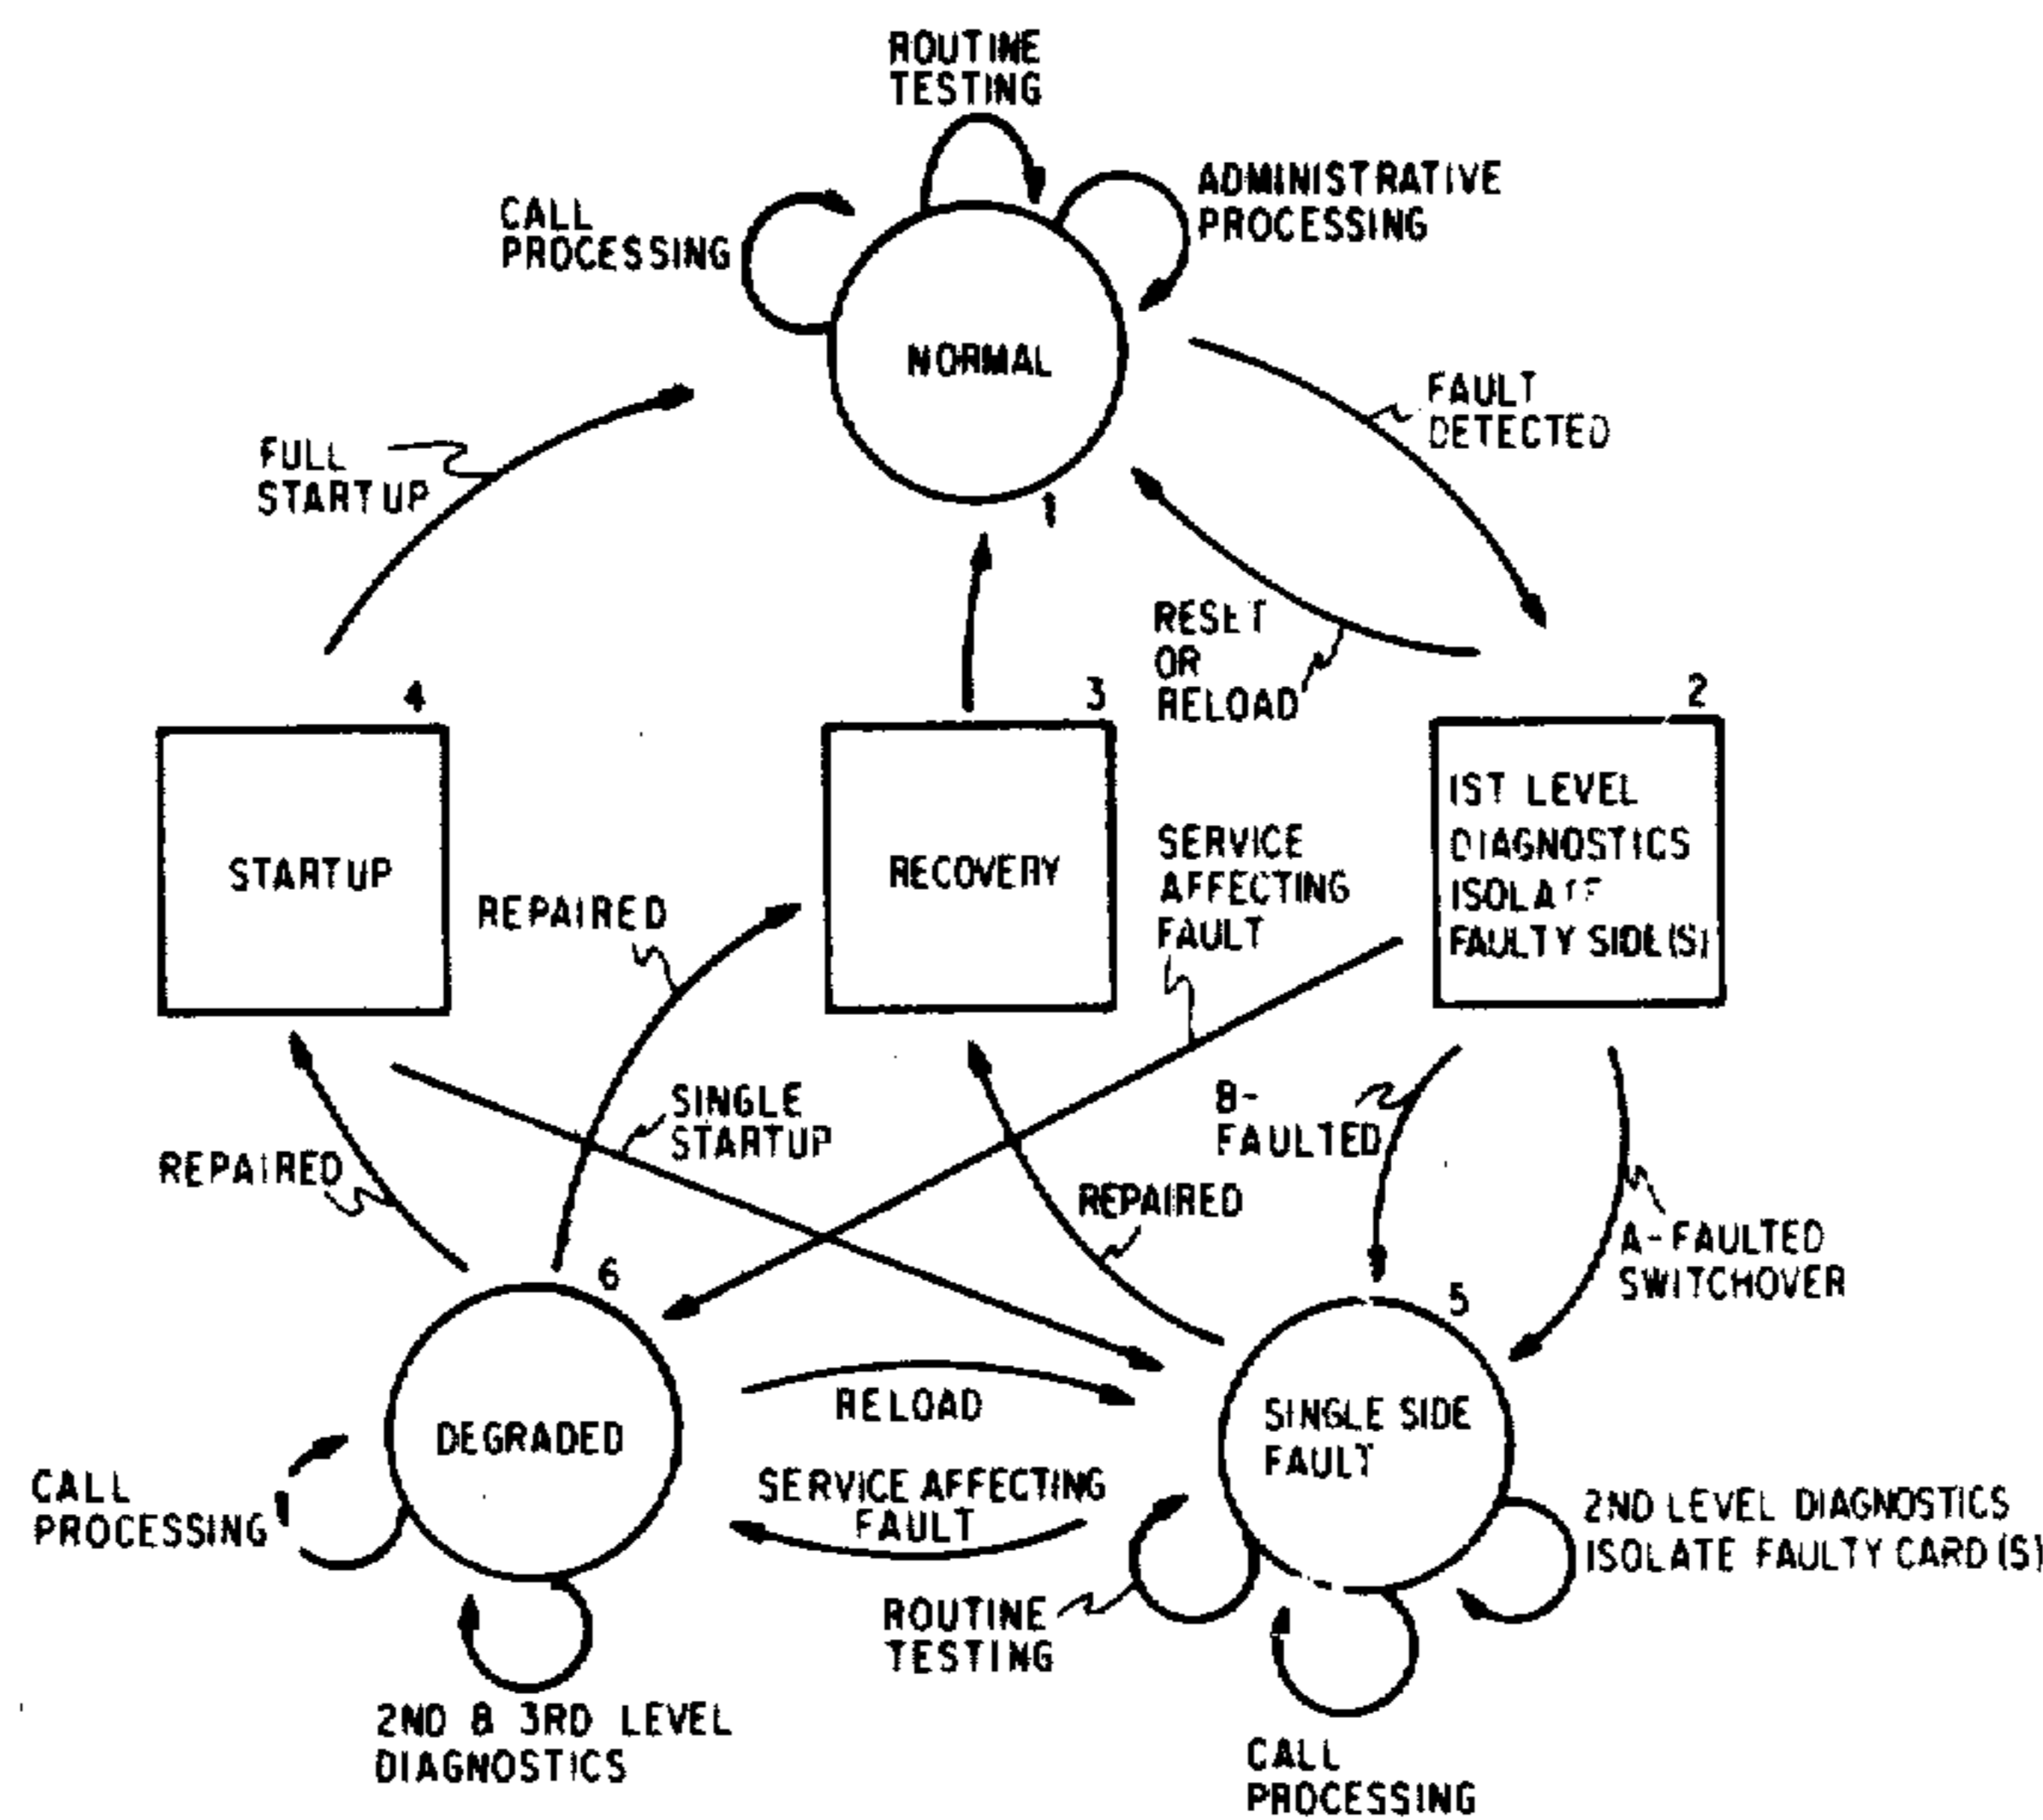 ROUTINE
TESTING
CALL
PROCESSING
ADMINISTRATIVE
PROCESSING
NORMAL
1
FULL
STARTUP
FAULT
DETECTED
RESET
OR
RELOAD
4
3
2
STARTUP
RECOVERY
1ST LEVEL
DIAGNOSTICS
ISOLATE
FAULTY SIDE(S)
REPAIRED
SERVICE
AFFECTING
FAULT
SINGLE
STARTUP
REPAIRED
REPAIRED
B-
FAULTED
A-FAULTED
SWITCHOVER
6
5
DEGRADED
SINGLE SIDE
FAULT
RELOAD
SERVICE AFFECTING
FAULT
CALL
PROCESSING
2ND & 3RD LEVEL
DIAGNOSTICS
ROUTINE
TESTING
2ND LEVEL DIAGNOSTICS
ISOLATE FAULTY CARD(S)
CALL
PROCESSING